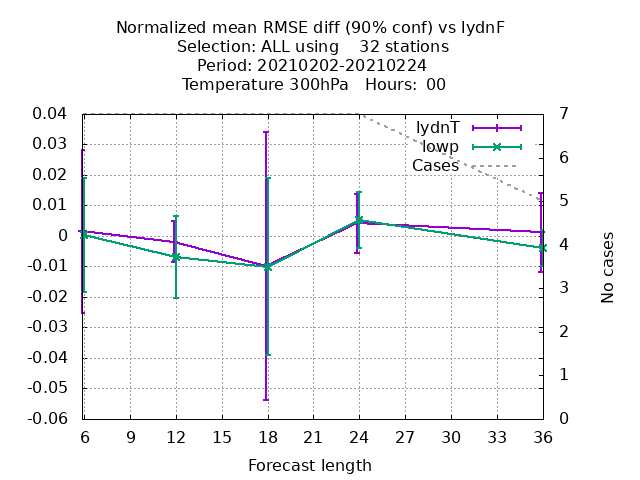 Normalized mean RMSE diff (90% conf) vs IydnF
Selection: ALL using 32 stations
Period: 20210202-20210224
Temperature 300hPa Hours: 00
0.04
0.03
0.02
0.01
0
-0.01
-0.02
-0.03
-0.04
-0.05
-0.06
7
6
5
4
3
2
1
0
IydnT
Iowp
Cases
No cases
6 9 12 15 18 21 24 27 30 33 36
Forecast length